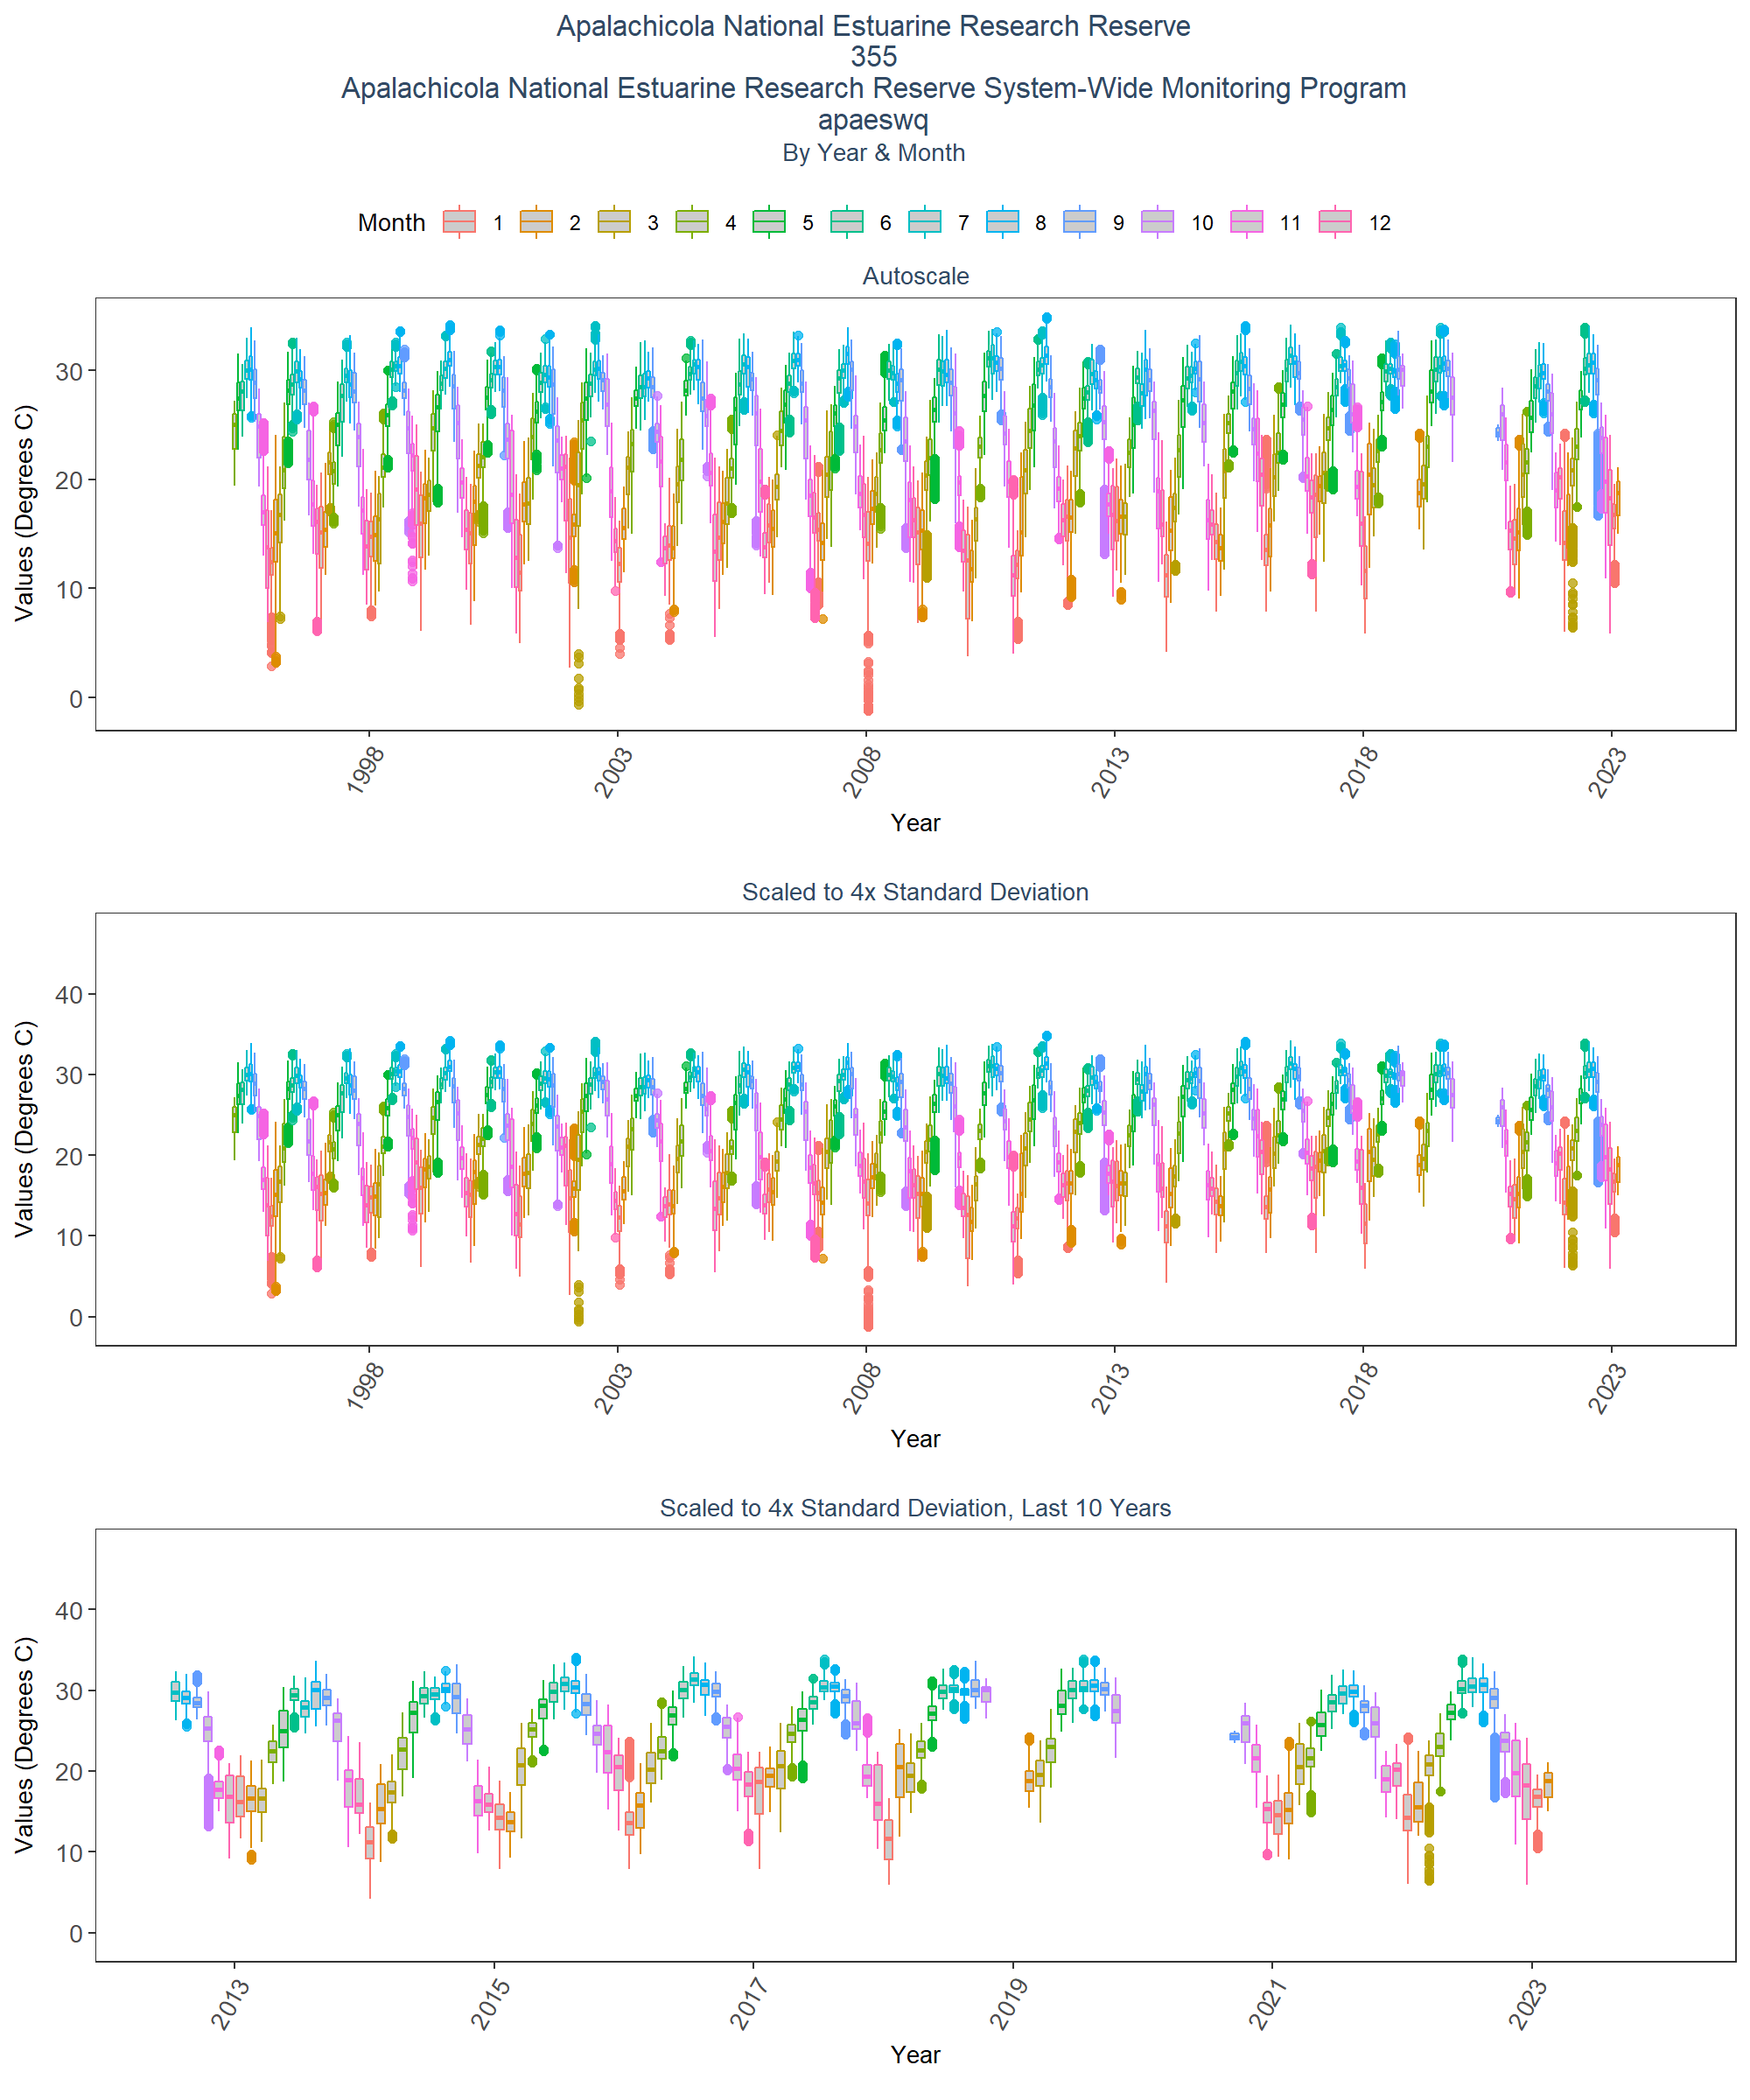 Apalachicola National Estuarine Research Reserve
355
Apalachicola National Estuarine Research Reserve System-Wide Monitoring Program
apaeswq
By Year & Month
Month 1 2 3 4 5 6 7 8 9 10 11 12
Autoscale
Values (Degrees C)
30
20
10
0
1998 2003 2008 2013 2018 2023
Year
Scaled to 4x Standard Deviation
Values (Degrees C)
40
30
20
10
0
1998 2003 2008 2013 2018 2023
Year
Scaled to 4x Standard Deviation, Last 10 Years
Values (Degrees C)
40
30
20
10
0
2013 2015 2017 2019 2021 2023
Year